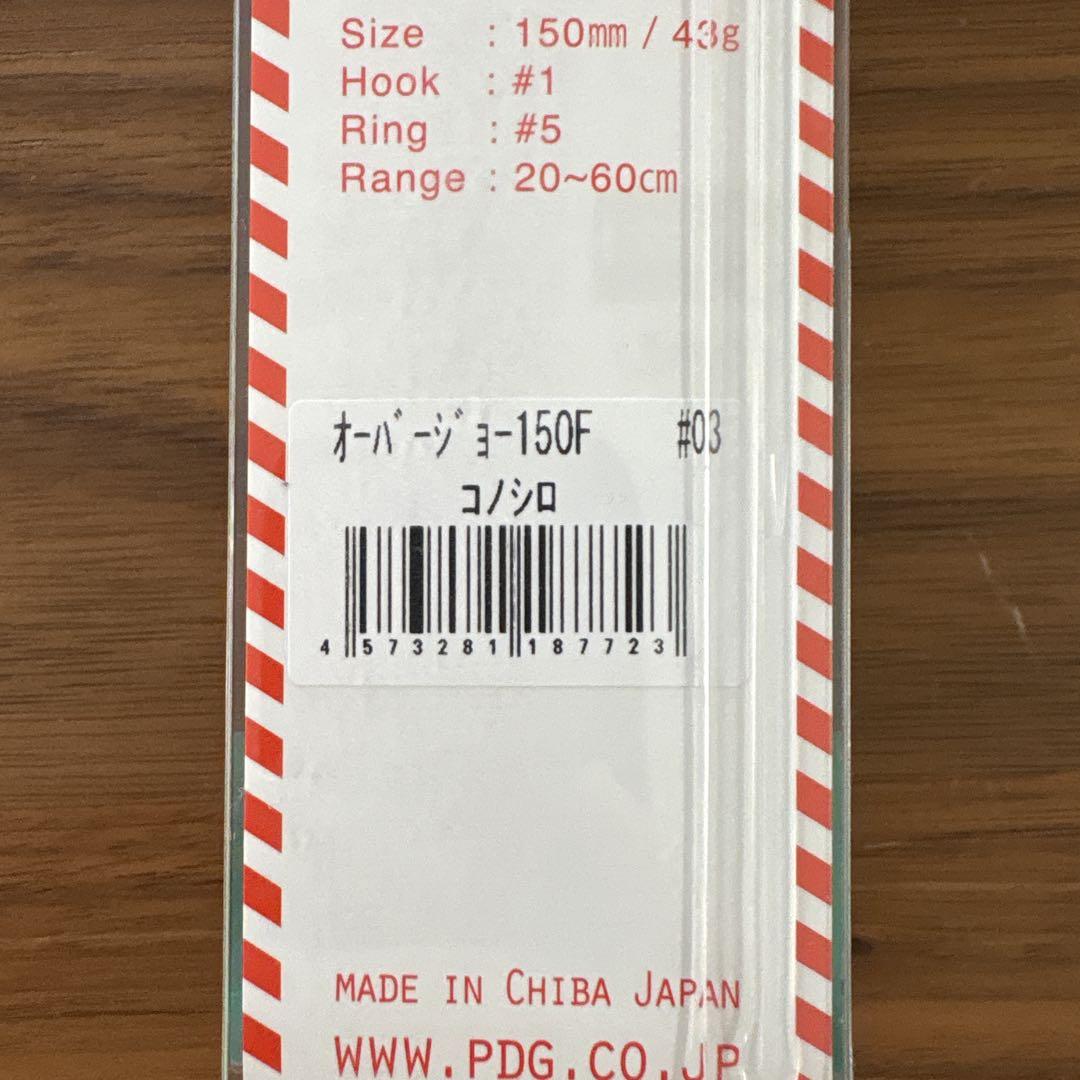 Size : 150mm / 43g
Hook : #1
Ring : #5
Range : 20~60cm
ｵｰﾊﾞｰｼﾞｮｰ150F #03
ｺﾉｼﾛ
4 573281 187723
MADE IN CHIBA JAPAN
WWW.PDG.CO.JP